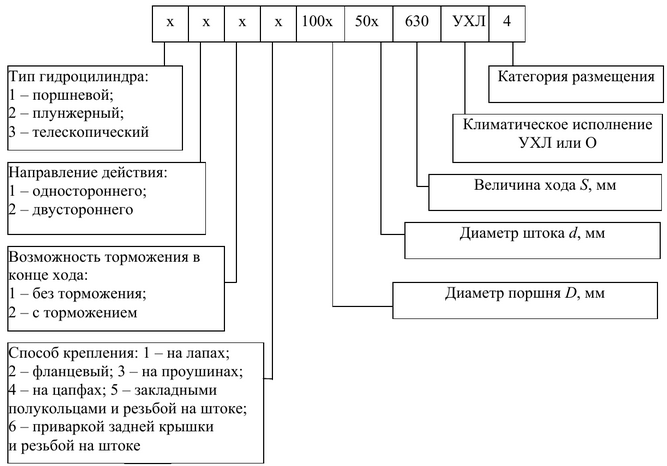 х х х х 100х 50х 630 УХЛ 4
Тип гидроцилиндра:
1 – поршневой;
2 – плунжерный;
3 – телескопический
Направление действия:
1 – одностороннего;
2 – двустороннего
Возможность торможения в
конце хода:
1 – без торможения;
2 – с торможением
Способ крепления: 1 – на лапах;
2 – фланцевый; 3 – на проушинах;
4 – на цапфах; 5 – закладными
полукольцами и резьбой на штоке;
6 – приваркой задней крышки
и резьбой на штоке
Категория размещения
Климатическое исполнение
УХЛ или О
Величина хода S, мм
Диаметр штока d, мм
Диаметр поршня D, мм